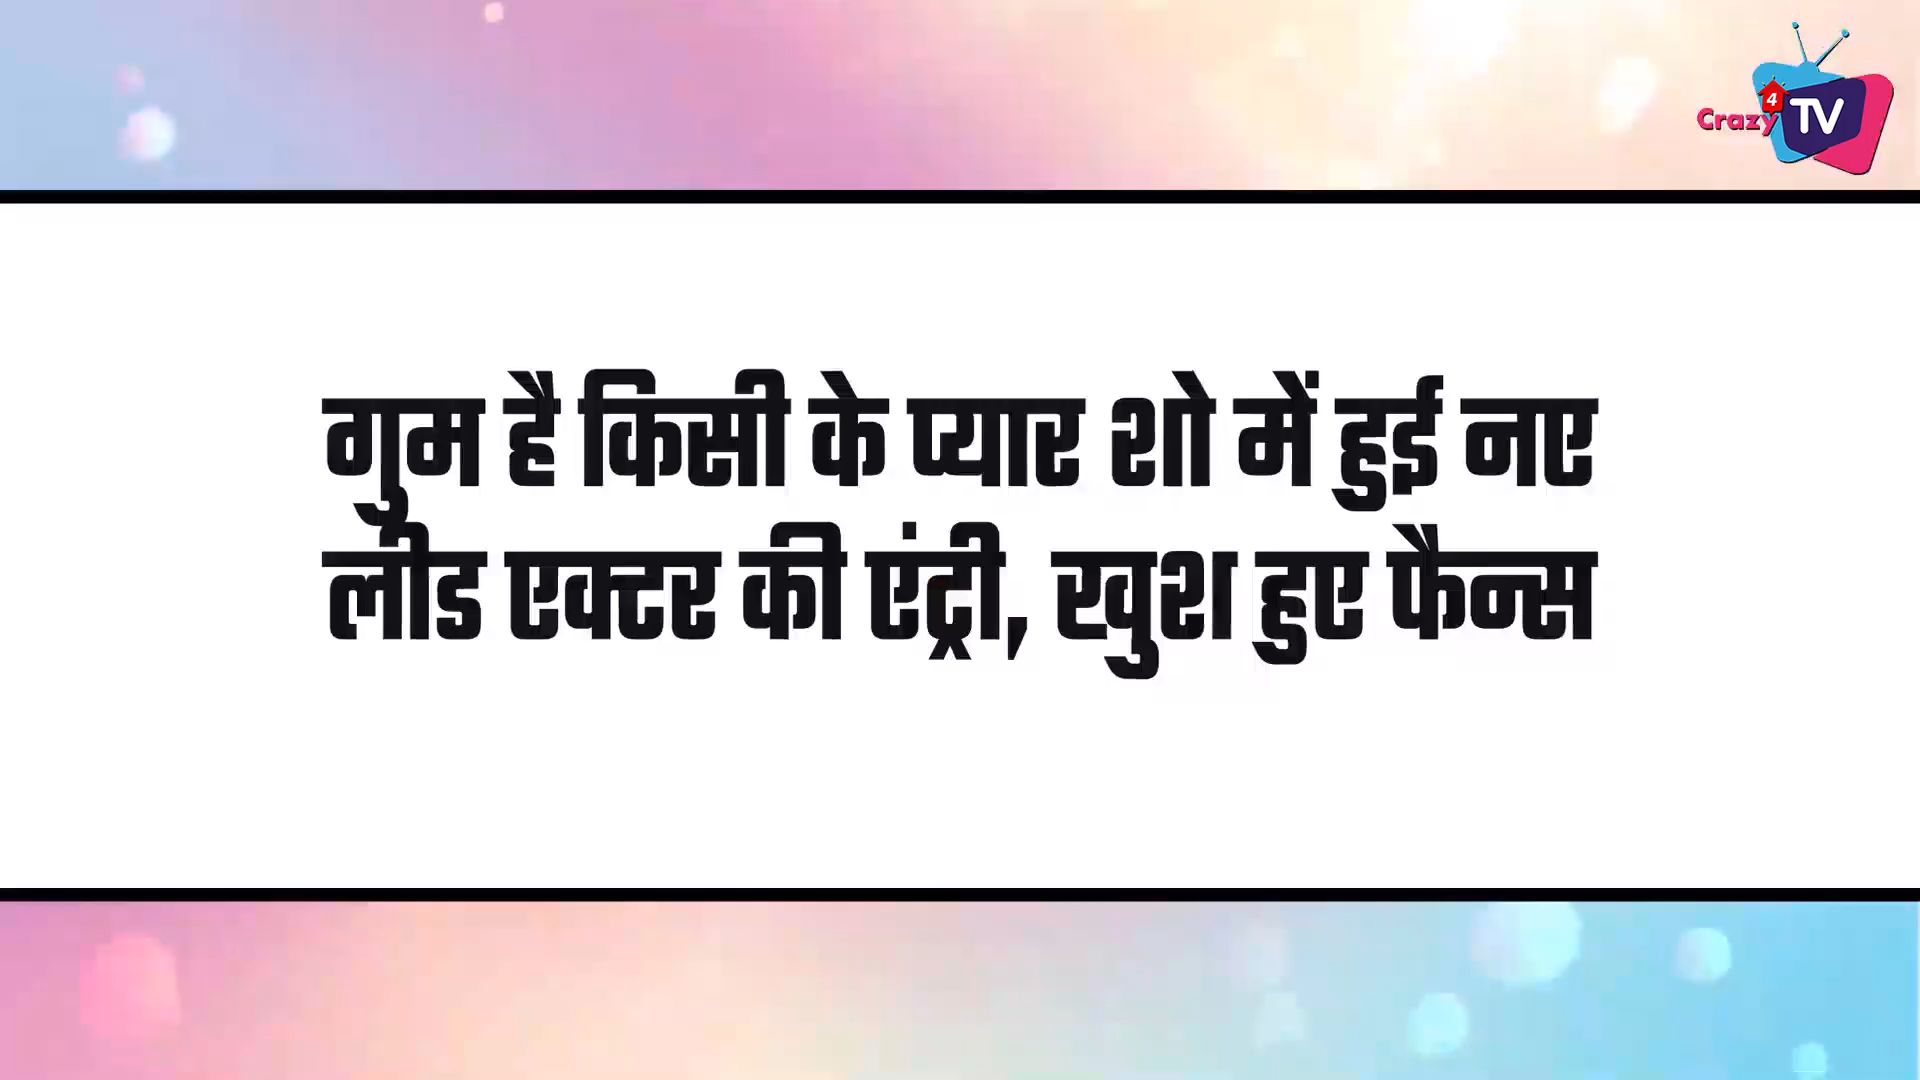 Crazy 4 TV
गुम है किसी के प्यार शो में हुई नए
लीड एक्टर की एंट्री, खुश हुए फैन्स